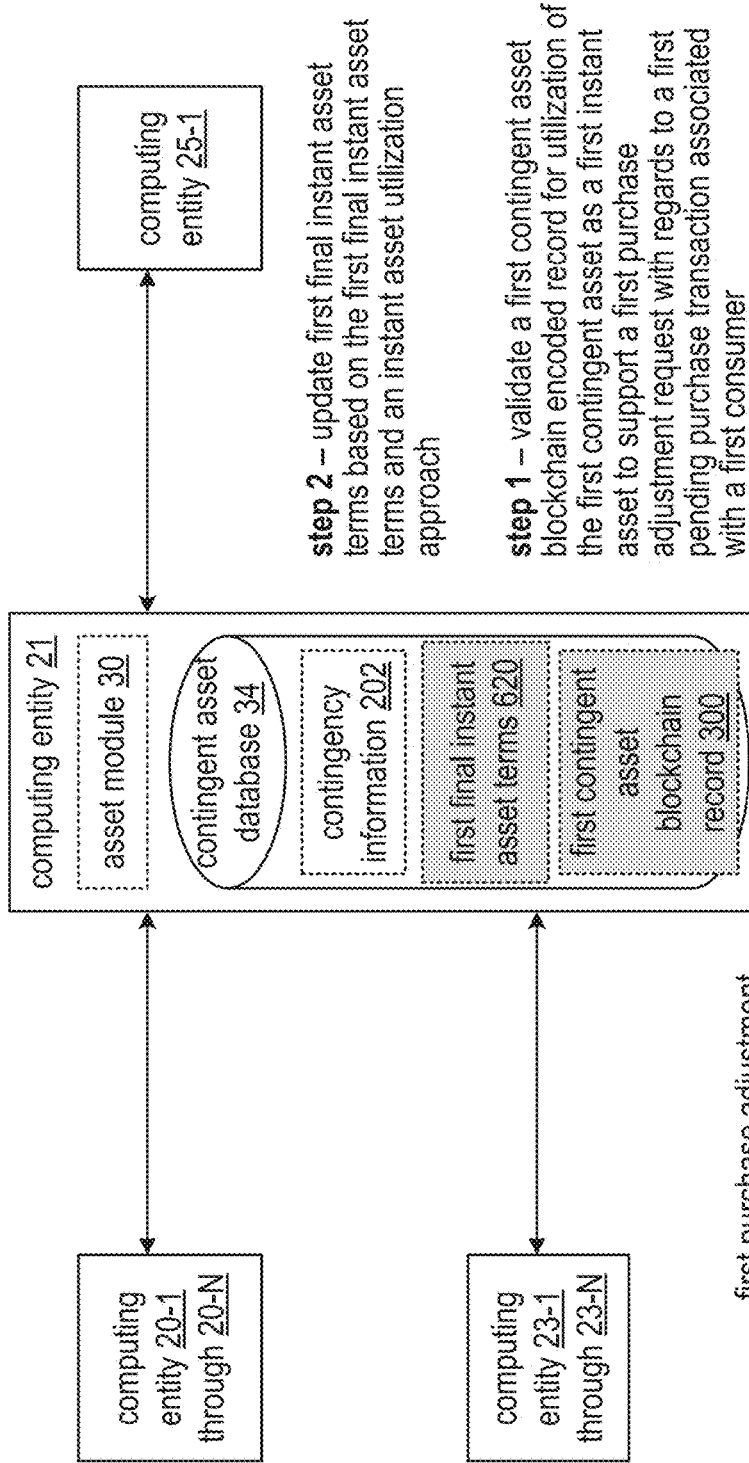 computing
entity 20-1
through 20-N
computing
entity 23-1
through 23-N
computing entity 21
asset module 30
contingent asset
database 34
contingency
information 202
first final instant
asset terms 620
first contingent
asset
blockchain
record 300
computing
entity 25-1
step 2 – update first final instant asset
terms based on the first final instant asset
terms and an instant asset utilization
approach
step 1 – validate a first contingent asset
blockchain encoded record for utilization of
the first contingent asset as a first instant
asset to support a first purchase
adjustment request with regards to a first
pending purchase transaction associated
with a first consumer
first purchase adjustment